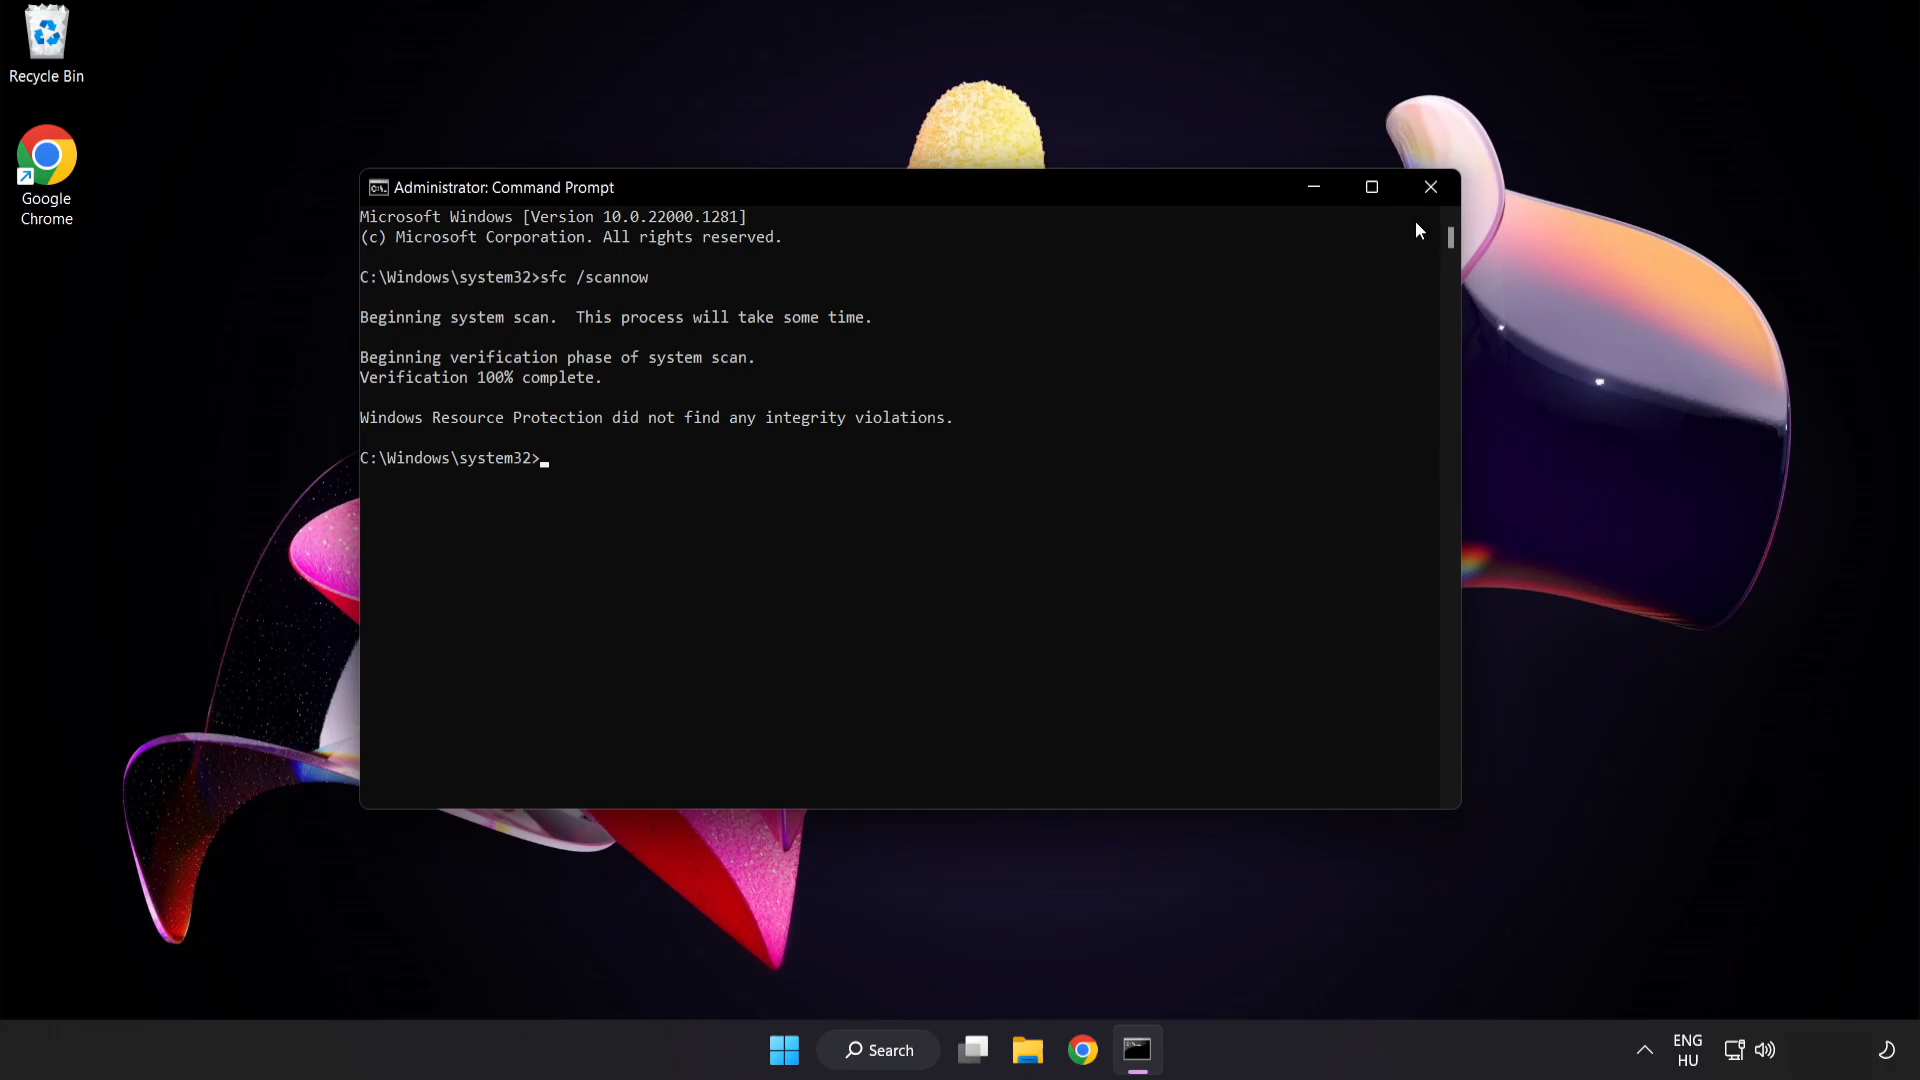 Recycle Bin
Google
Chrome
Administrator: Command Prompt
Microsoft Windows [Version 10.0.22000.1281]
(c) Microsoft Corporation. All rights reserved.
C:\Windows\system32>sfc /scannow
Beginning system scan.  This process will take some time.
Beginning verification phase of system scan.
Verification 100% complete.
Windows Resource Protection did not find any integrity violations.
C:\Windows\system32>
Search
ENG
HU